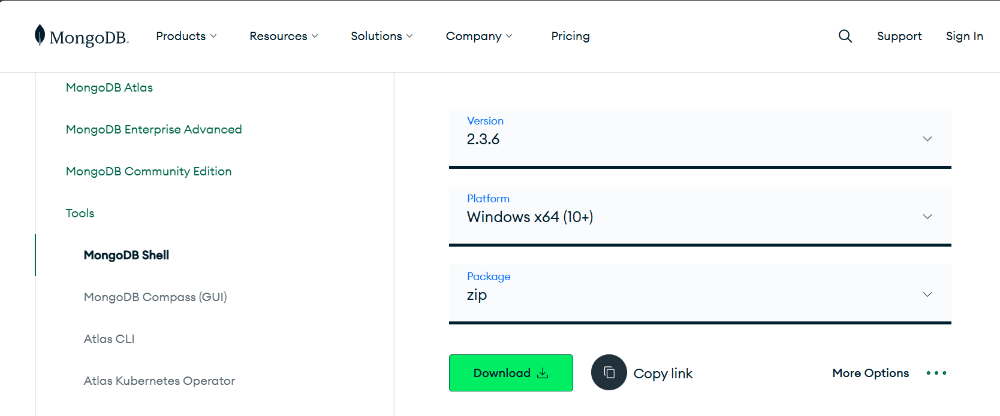 MongoDB. Products Resources Solutions Company Pricing Support Sign In
MongoDB Atlas
MongoDB Enterprise Advanced
MongoDB Community Edition
Tools
MongoDB Shell
MongoDB Compass (GUI)
Atlas CLI
Atlas Kubernetes Operator
Version
2.3.6
Platform
Windows x64 (10+)
Package
zip
Download Copy link More Options